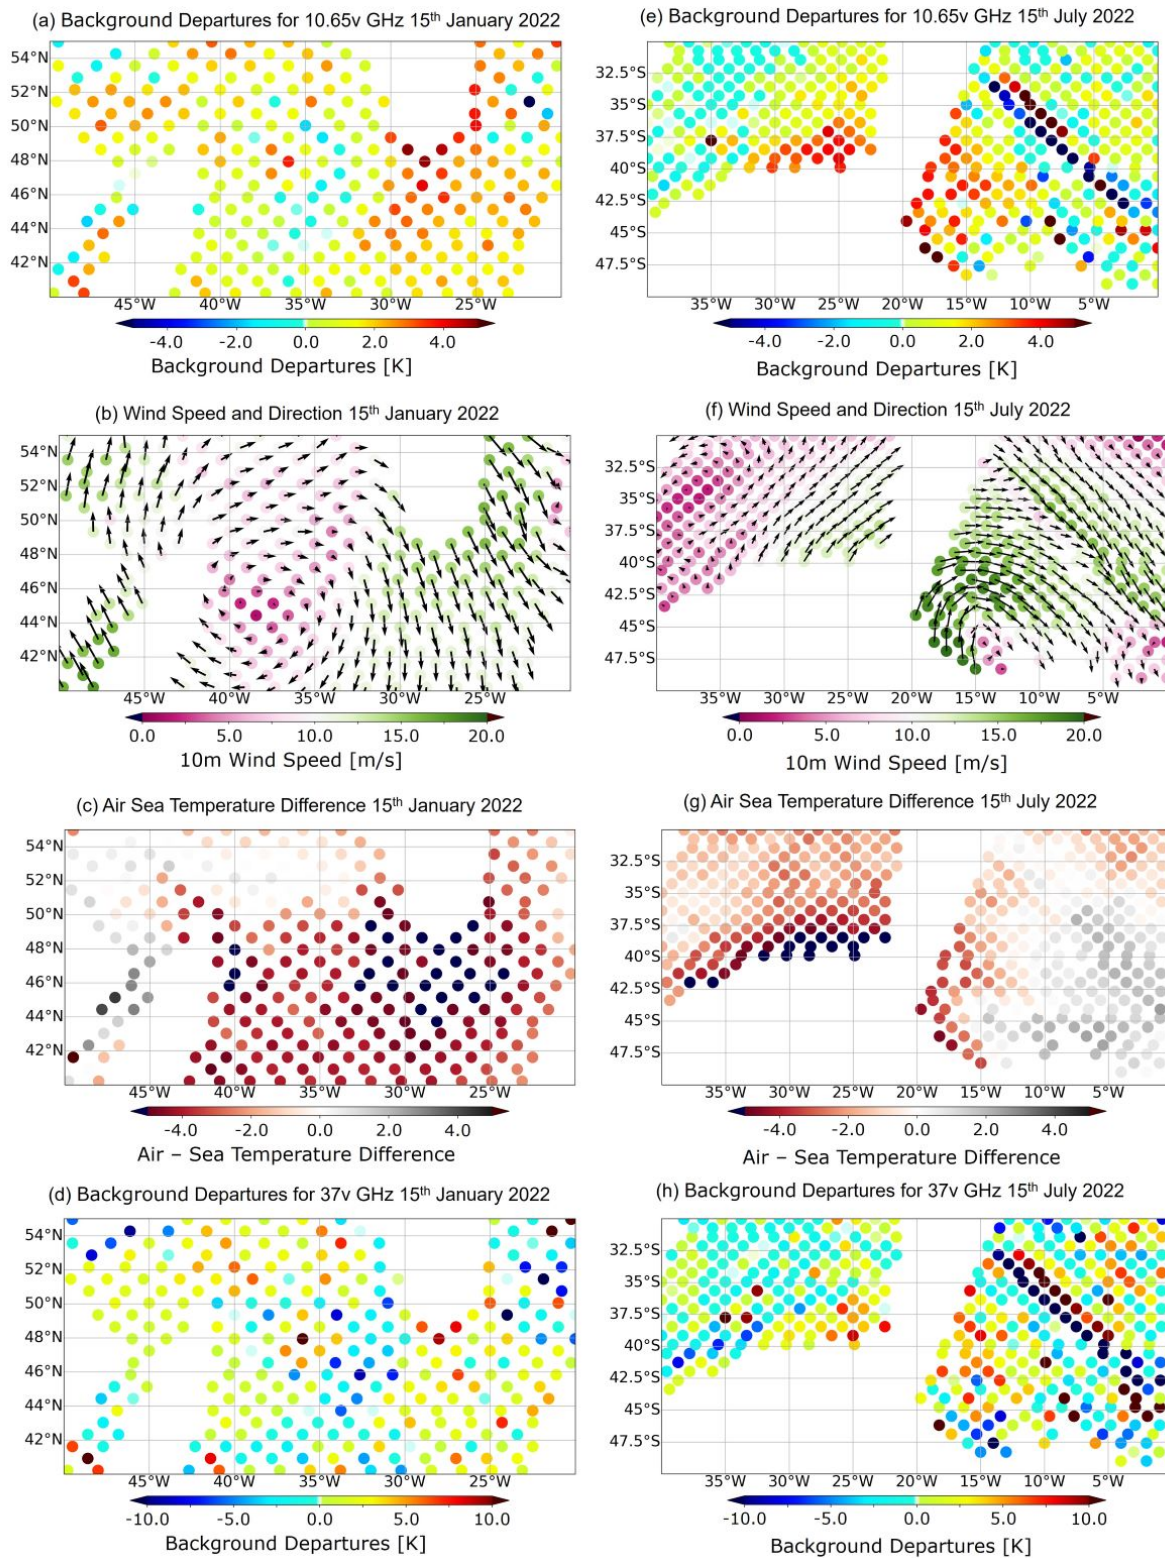 (a) Background Departures for 10.65v GHz 15th January 2022
54°N
52°N
50°N
48°N
46°N
44°N
42°N
45°W 40°W 35°W 30°W 25°W
-4.0 -2.0 0.0 2.0 4.0
Background Departures [K]
(b) Wind Speed and Direction 15th January 2022
54°N
52°N
50°N
48°N
46°N
44°N
42°N
45°W 40°W 35°W 30°W 25°W
0.0 5.0 10.0 15.0 20.0
10m Wind Speed [m/s]
(c) Air Sea Temperature Difference 15th January 2022
54°N
52°N
50°N
48°N
46°N
44°N
42°N
45°W 40°W 35°W 30°W 25°W
-4.0 -2.0 0.0 2.0 4.0
Air – Sea Temperature Difference
(d) Background Departures for 37v GHz 15th January 2022
54°N
52°N
50°N
48°N
46°N
44°N
42°N
45°W 40°W 35°W 30°W 25°W
-10.0 -5.0 0.0 5.0 10.0
Background Departures [K]
(e) Background Departures for 10.65v GHz 15th July 2022
32.5°S
35°S
37.5°S
40°S
42.5°S
45°S
47.5°S
35°W 30°W 25°W 20°W 15°W 10°W 5°W
-4.0 -2.0 0.0 2.0 4.0
Background Departures [K]
(f) Wind Speed and Direction 15th July 2022
32.5°S
35°S
37.5°S
40°S
42.5°S
45°S
47.5°S
35°W 30°W 25°W 20°W 15°W 10°W 5°W
0.0 5.0 10.0 15.0 20.0
10m Wind Speed [m/s]
(g) Air Sea Temperature Difference 15th July 2022
32.5°S
35°S
37.5°S
40°S
42.5°S
45°S
47.5°S
35°W 30°W 25°W 20°W 15°W 10°W 5°W
-4.0 -2.0 0.0 2.0 4.0
Air – Sea Temperature Difference
(h) Background Departures for 37v GHz 15th July 2022
32.5°S
35°S
37.5°S
40°S
42.5°S
45°S
47.5°S
35°W 30°W 25°W 20°W 15°W 10°W 5°W
-10.0 -5.0 0.0 5.0 10.0
Background Departures [K]